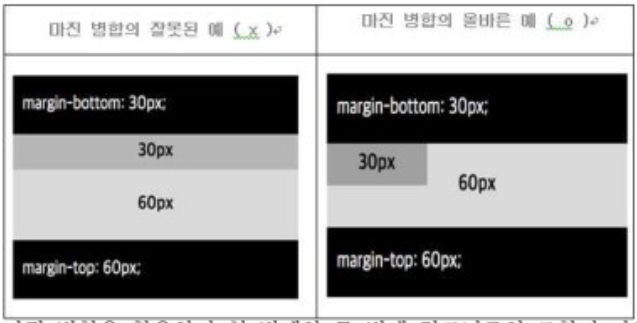 마진 병합의 잘못된 예 ( x )
마진 병합의 올바른 예 ( o )
margin-bottom: 30px;
30px
60px
margin-top: 60px;
margin-bottom: 30px;
30px
60px
margin-top: 60px;